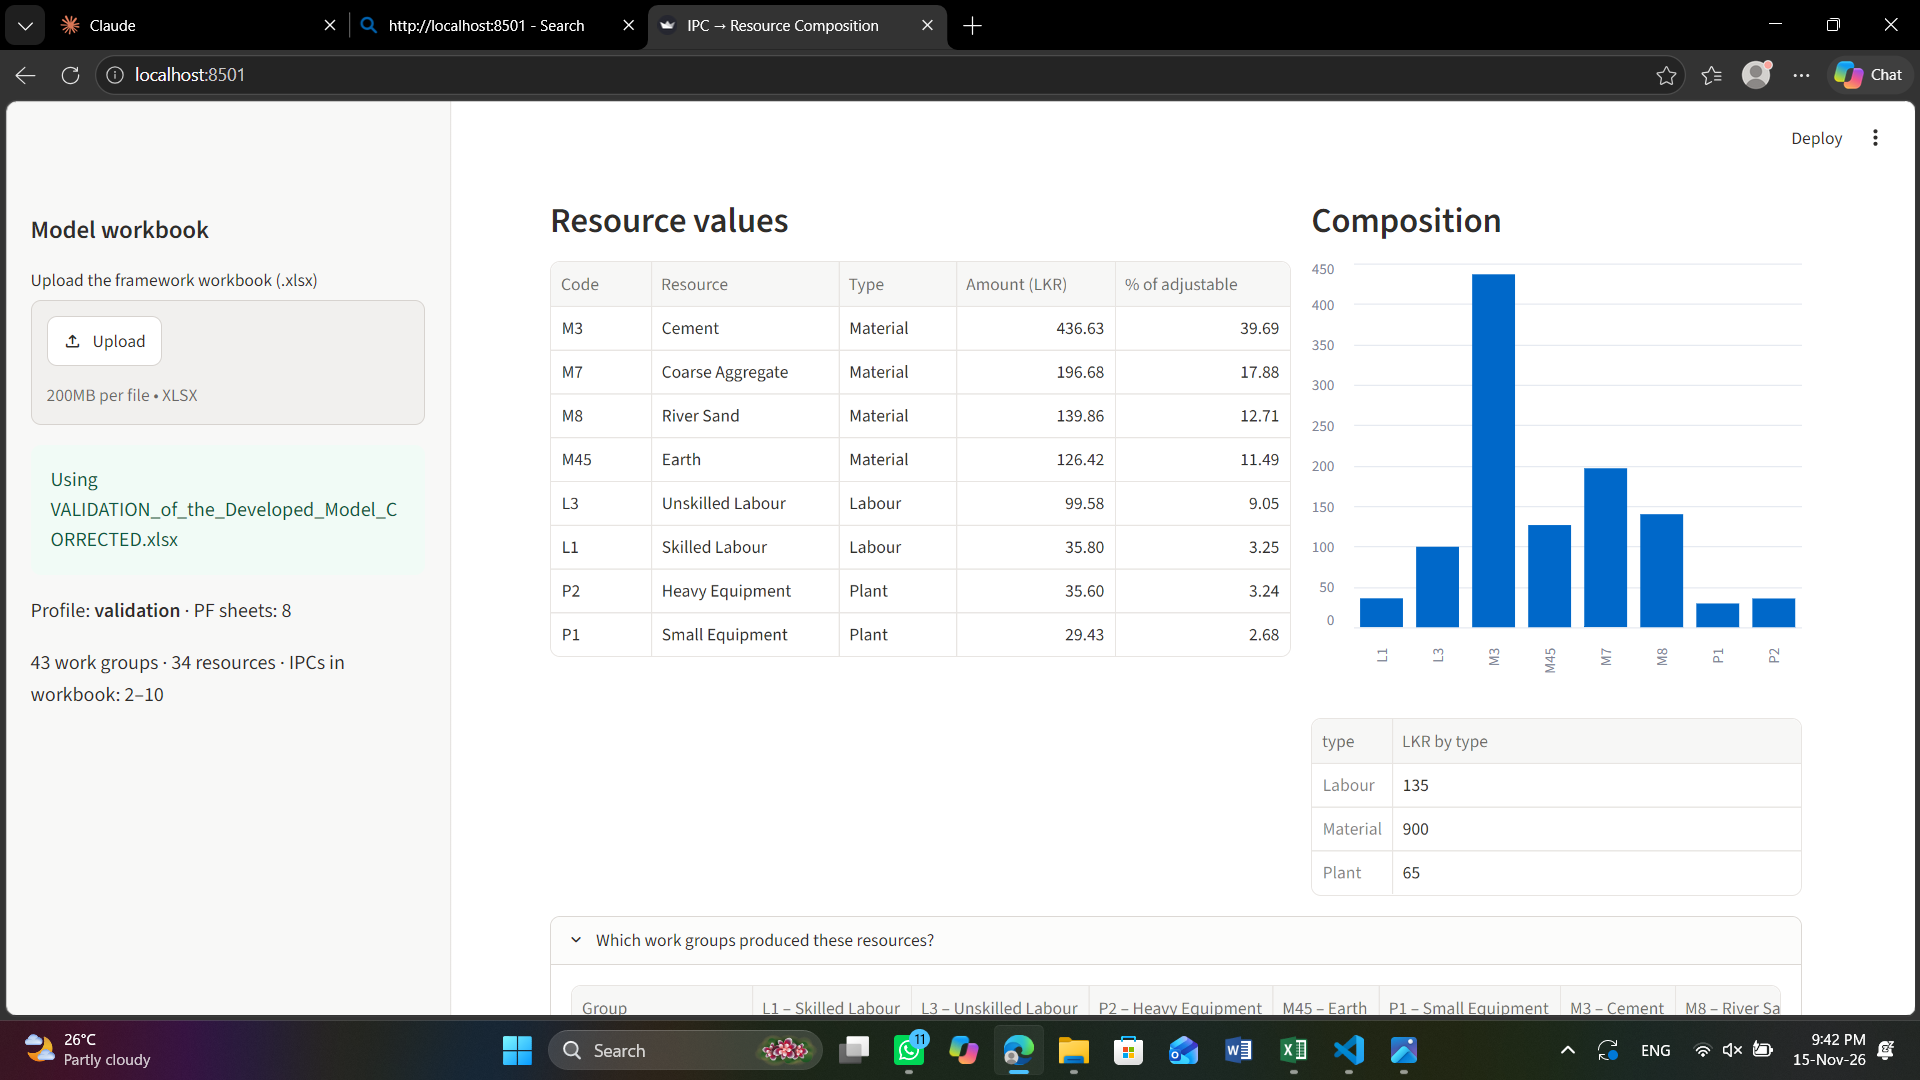 Claude
http://localhost:8501 - Search
IPC → Resource Composition
localhost:8501
Chat
Deploy
Model workbook
Upload the framework workbook (.xlsx)
Upload
200MB per file • XLSX
Using
VALIDATION_of_the_Developed_Model_C
ORRECTED.xlsx
Profile: validation · PF sheets: 8
43 work groups · 34 resources · IPCs in
workbook: 2–10
Resource values
Code Resource Type Amount (LKR) % of adjustable
M3 Cement Material 436.63 39.69
M7 Coarse Aggregate Material 196.68 17.88
M8 River Sand Material 139.86 12.71
M45 Earth Material 126.42 11.49
L3 Unskilled Labour Labour 99.58 9.05
L1 Skilled Labour Labour 35.80 3.25
P2 Heavy Equipment Plant 35.60 3.24
P1 Small Equipment Plant 29.43 2.68
Composition
450
400
350
300
250
200
150
100
50
0
L1 L3 M3 M45 M7 M8 P1 P2
type LKR by type
Labour 135
Material 900
Plant 65
Which work groups produced these resources?
Group L1 – Skilled Labour L3 – Unskilled Labour P2 – Heavy Equipment M45 – Earth P1 – Small Equipment M3 – Cement M8 – River Sa
26°C
Partly cloudy
Search
11
ENG
9:42 PM
15-Nov-26